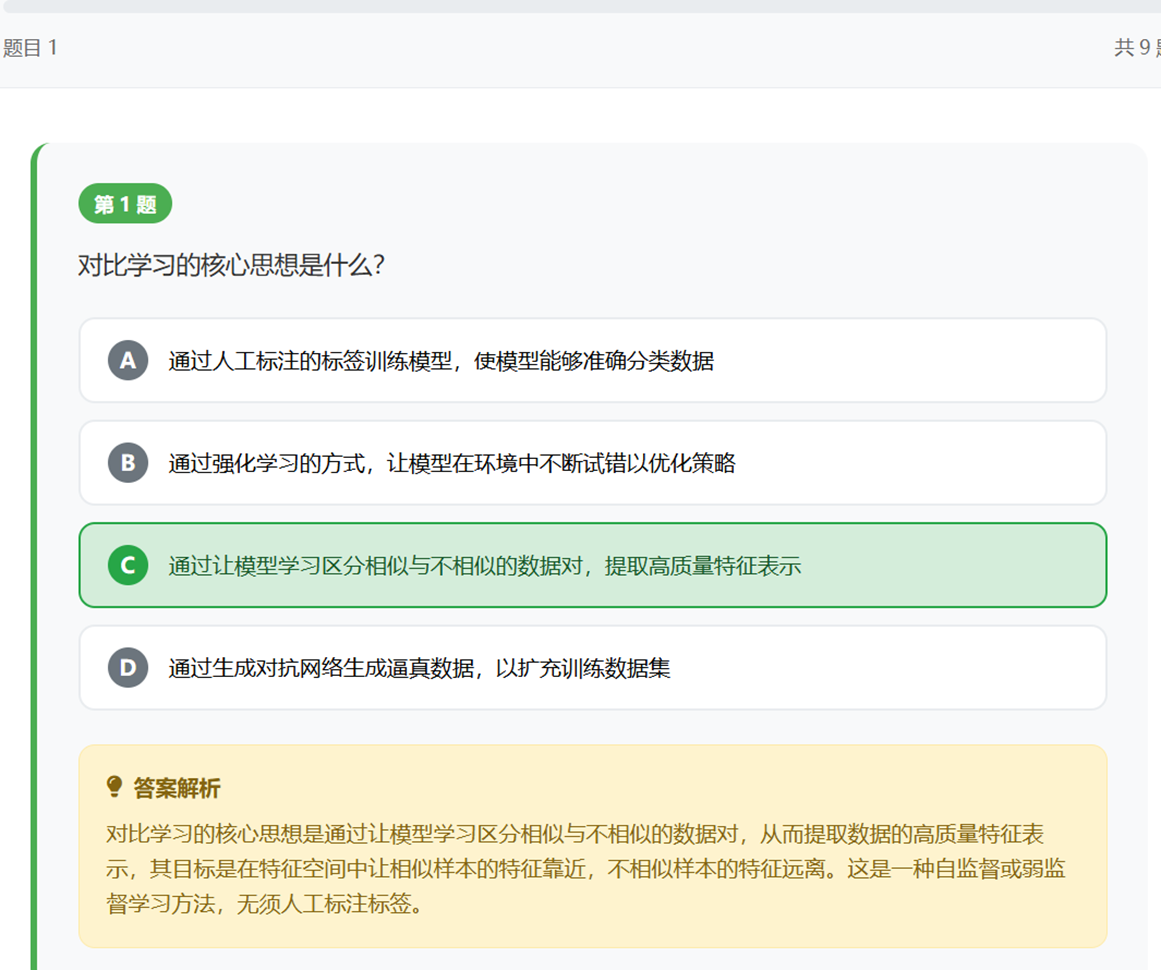 题目 1
共 9
第 1 题
对比学习的核心思想是什么？
A 通过人工标注的标签训练模型，使模型能够准确分类数据
B 通过强化学习的方式，让模型在环境中不断试错以优化策略
C 通过让模型学习区分相似与不相似的数据对，提取高质量特征表示
D 通过生成对抗网络生成逼真数据，以扩充训练数据集
答案解析
对比学习的核心思想是通过让模型学习区分相似与不相似的数据对，从而提取数据的高质量特征表
示，其目标是在特征空间中让相似样本的特征靠近，不相似样本的特征远离。这是一种自监督或弱监
督学习方法，无须人工标注标签。